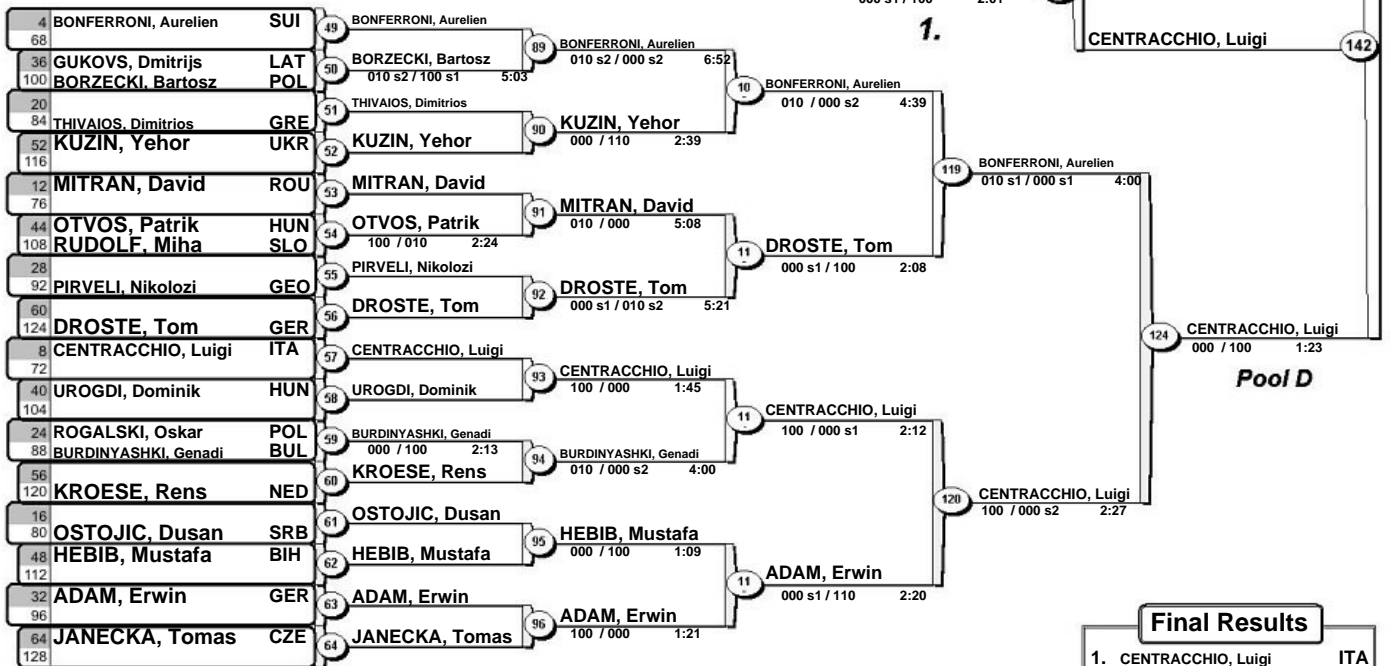 4 BONFERRONI, Aurelien SUI
68
36 GUKOVS, Dmitrijs LAT
100 BORZECKI, Bartosz POL
20
84 THIVAIOS, Dimitrios GRE
52 KUZIN, Yehor UKR
116
12 MITRAN, David ROU
76
44 OTVOS, Patrik HUN
108 RUDOLF, Miha SLO
28
92 PIRVELI, Nikolozi GEO
60
124 DROSTE, Tom GER
8 CENTRACCHIO, Luigi ITA
72
40 UROGDI, Dominik HUN
104
24 ROGALSKI, Oskar POL
88 BURDINYASHKI, Genadi BUL
56
120 KROESE, Rens NED
16
80 OSTOJIC, Dusan SRB
48 HEBIB, Mustafa BIH
112
32 ADAM, Erwin GER
96
64 JANECKA, Tomas CZE
128
49 BONFERRONI, Aurelien
50 BORZECKI, Bartosz
010 s2 / 100 s1 5:03
51 THIVAIOS, Dimitrios
52 KUZIN, Yehor
53 MITRAN, David
54 OTVOS, Patrik
100 / 010 2:24
55 PIRVELI, Nikolozi
56 DROSTE, Tom
57 CENTRACCHIO, Luigi
58 UROGDI, Dominik
59 BURDINYASHKI, Genadi
000 / 100 2:13
60 KROESE, Rens
61 OSTOJIC, Dusan
62 HEBIB, Mustafa
63 ADAM, Erwin
64 JANECKA, Tomas
89 BONFERRONI, Aurelien
010 s2 / 000 s2 6:52
90 KUZIN, Yehor
000 / 110 2:39
91 MITRAN, David
010 / 000 5:08
92 DROSTE, Tom
000 s1 / 010 s2 5:21
93 CENTRACCHIO, Luigi
100 / 000 1:45
94 BURDINYASHKI, Genadi
010 / 000 s2 4:00
95 HEBIB, Mustafa
000 / 100 1:09
96 ADAM, Erwin
100 / 000 1:21
10 BONFERRONI, Aurelien
010 / 000 s2 4:39
11 DROSTE, Tom
000 s1 / 100 2:08
11 CENTRACCHIO, Luigi
100 / 000 s1 2:12
11 ADAM, Erwin
000 s1 / 110 2:20
119 BONFERRONI, Aurelien
010 s1 / 000 s1 4:00
120 CENTRACCHIO, Luigi
100 / 000 s2 2:27
124 CENTRACCHIO, Luigi
000 / 100 1:23
Pool D
1.
CENTRACCHIO, Luigi
142
Final Results
1. CENTRACCHIO, Luigi ITA